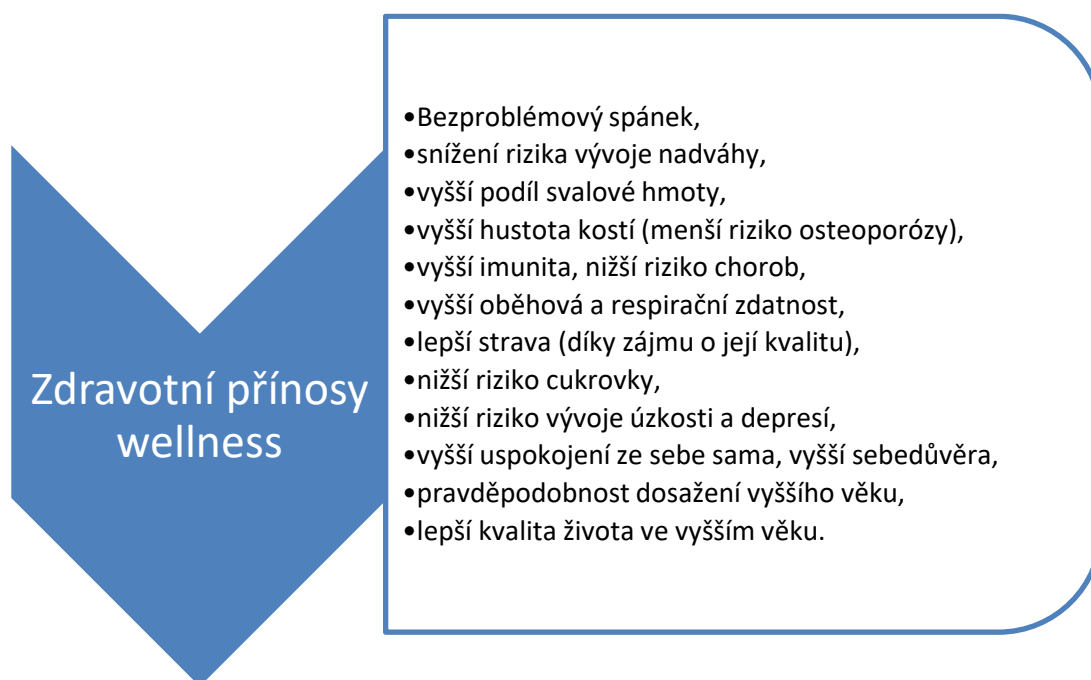 Zdravotní přínosy
wellness
•Bezproblémový spánek,
•snížení rizika vývoje nadváhy,
•vyšší podíl svalové hmoty,
•vyšší hustota kostí (menší riziko osteoporózy),
•vyšší imunita, nižší riziko chorob,
•vyšší oběhová a respirační zdatnost,
•lepší strava (díky zájmu o její kvalitu),
•nižší riziko cukrovky,
•nižší riziko vývoje úzkosti a depresí,
•vyšší uspokojení ze sebe sama, vyšší sebedůvěra,
•pravděpodobnost dosažení vyššího věku,
•lepší kvalita života ve vyšším věku.